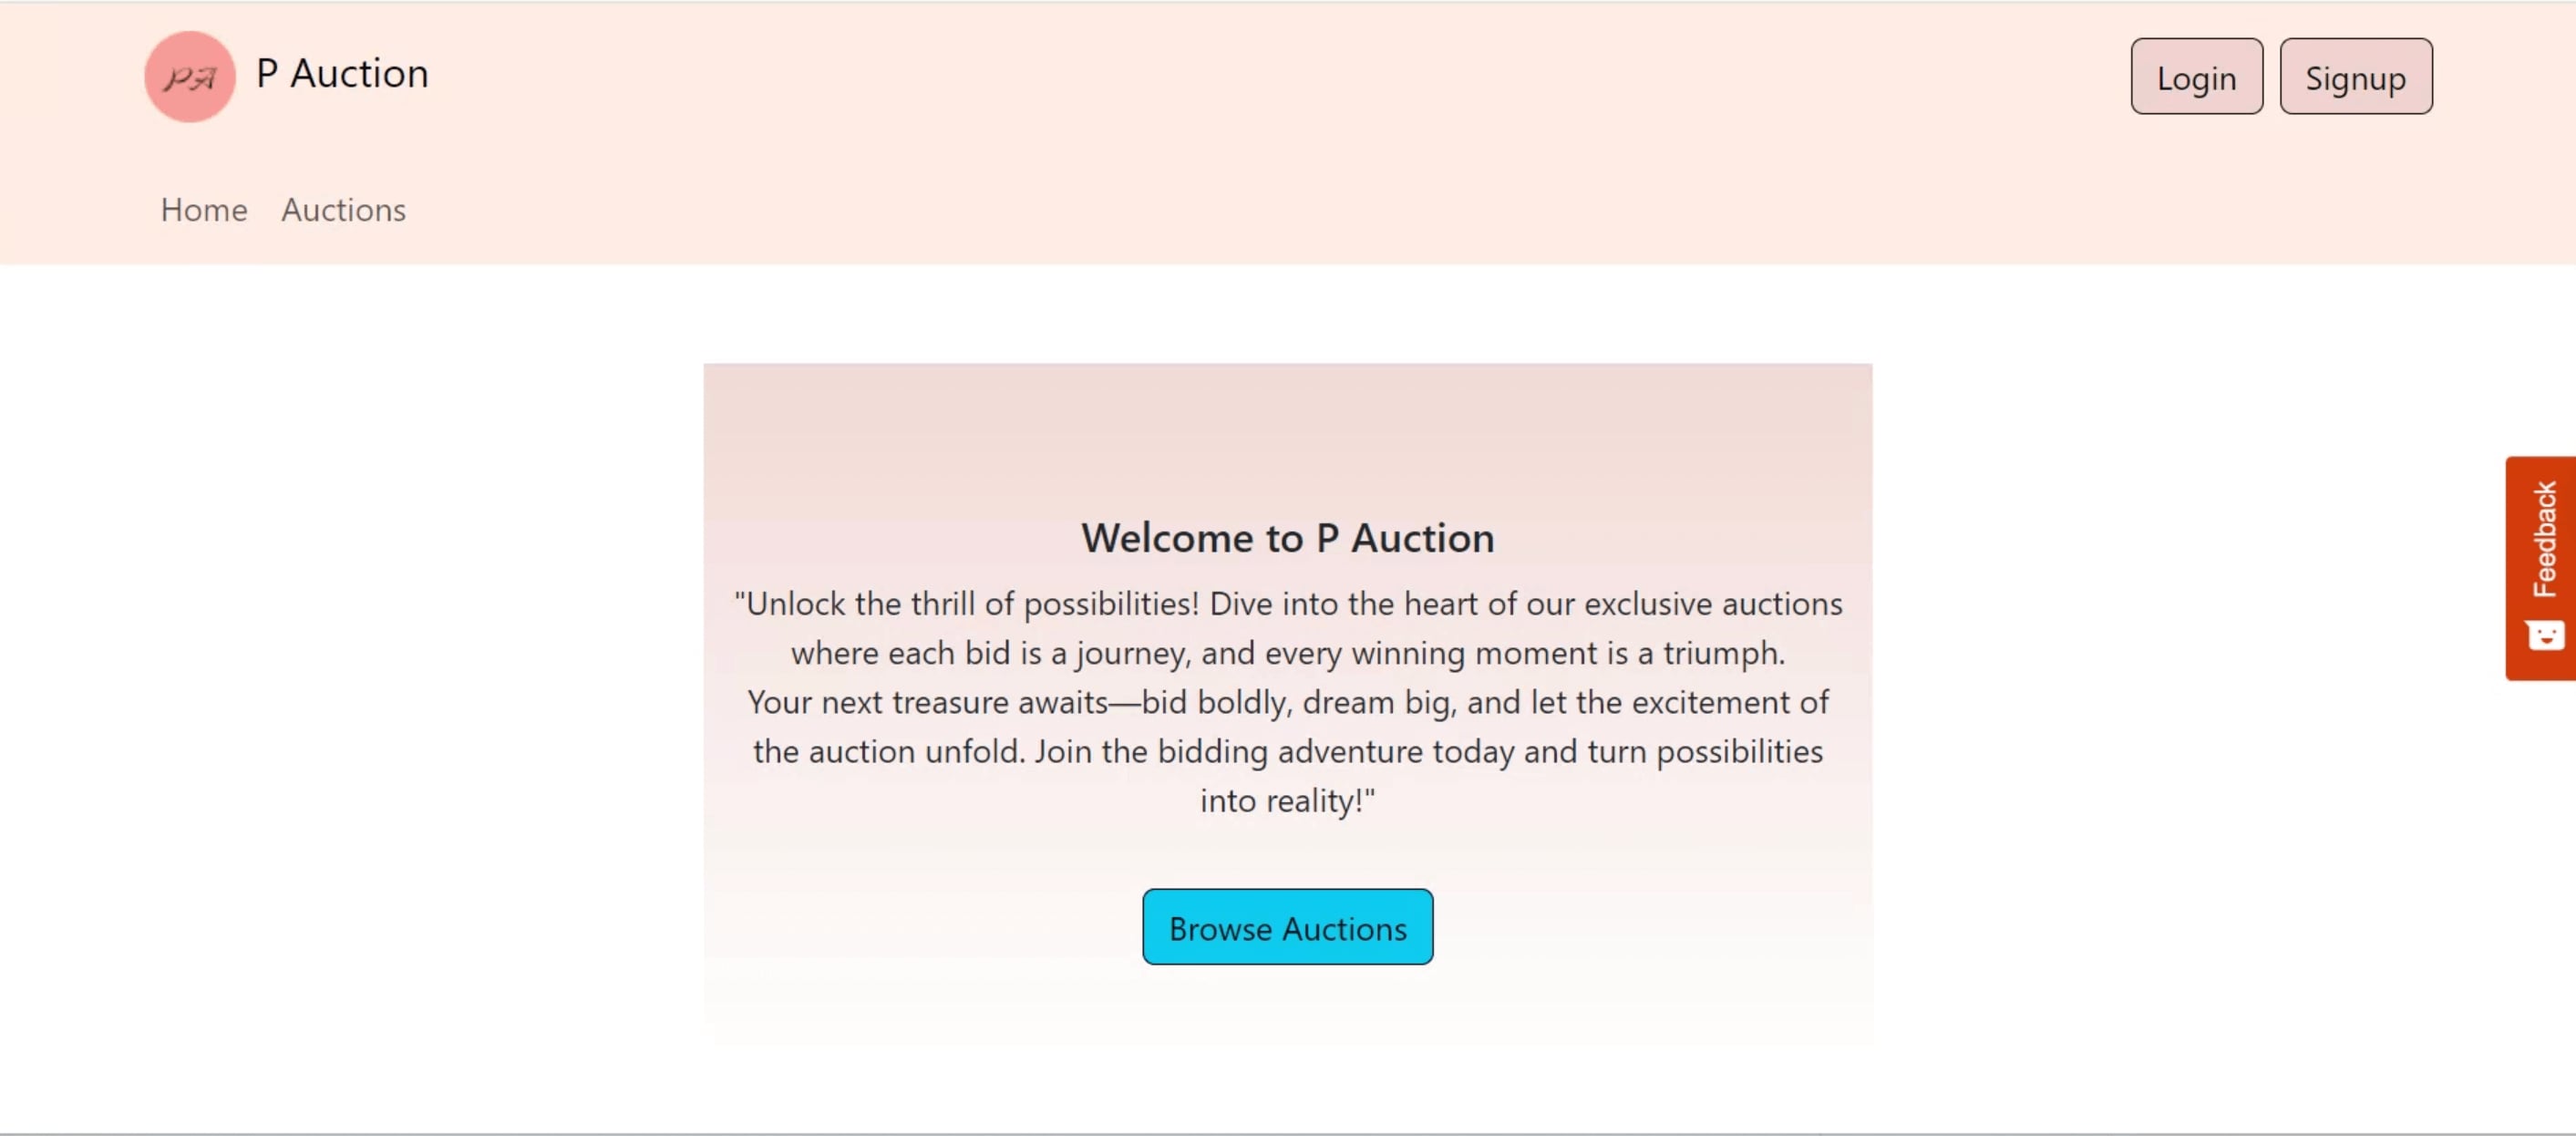 PA
P Auction
Login
Signup
Home
Auctions
Welcome to P Auction
"Unlock the thrill of possibilities! Dive into the heart of our exclusive auctions
where each bid is a journey, and every winning moment is a triumph.
Your next treasure awaits—bid boldly, dream big, and let the excitement of
the auction unfold. Join the bidding adventure today and turn possibilities
into reality!"
Browse Auctions
Feedback